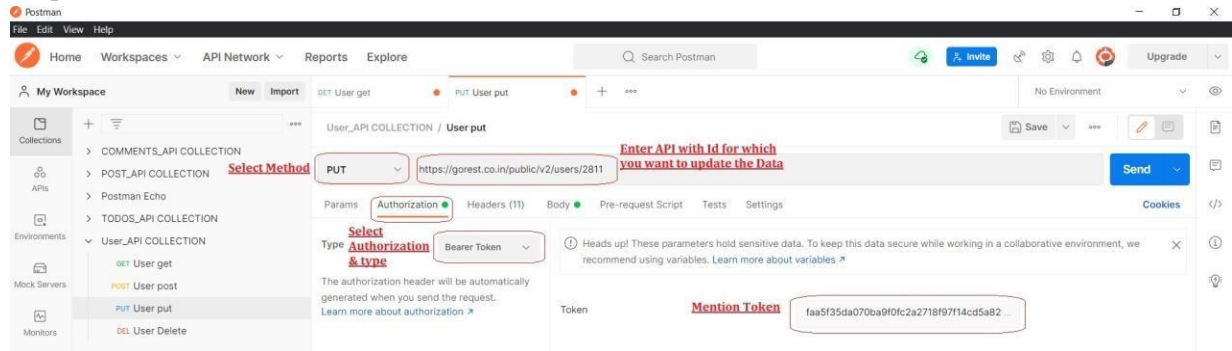 Postman
File Edit View Help
Home Workspaces API Network Reports Explore Search Postman Invite Upgrade
My Workspace New Import GET User get PUT User put No Environment
Collections
APIs
Environments
Mock Servers
Monitors
COMMENTS_API COLLECTION
POST_API COLLECTION
Postman Echo
TODOS_API COLLECTION
User_API COLLECTION
GET User get
POST User post
PUT User put
DEL User Delete
User_API COLLECTION / User put Save
Enter API with Id for which
you want to update the Data
Select Method PUT https://gorest.co.in/public/v2/users/2811 Send
Params Authorization Headers (11) Body Pre-request Script Tests Settings Cookies
Select
Authorization
& type
Type Bearer Token
The authorization header will be automatically
generated when you send the request.
Learn more about authorization
Heads up! These parameters hold sensitive data. To keep this data secure while working in a collaborative environment, we
recommend using variables. Learn more about variables
Token Mention Token faa5f35da070ba9f0fc2a2718f97f14cd5a82 ...